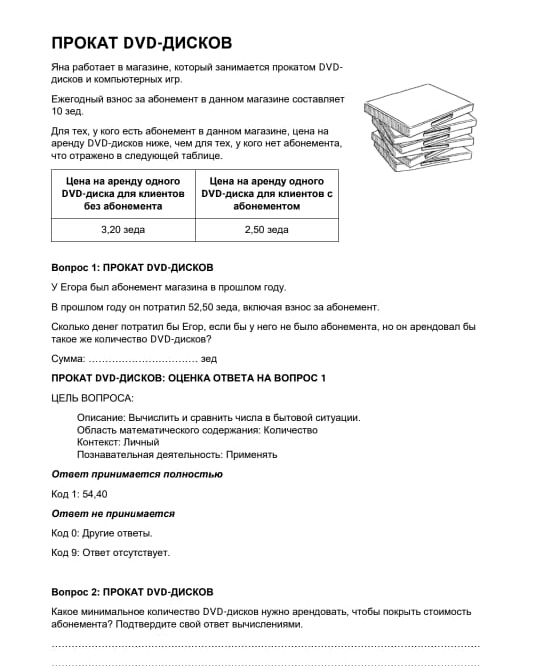 ПРОКАТ DVD-ДИСКОВ
Яна работает в магазине, который занимается прокатом DVD-
дисков и компьютерных игр.
Ежегодный взнос за абонемент в данном магазине составляет
10 зед.
Для тех, у кого есть абонемент в данном магазине, цена на
аренду DVD-дисков ниже, чем для тех, у кого нет абонемента,
что отражено в следующей таблице.
Цена на аренду одного DVD-диска для клиентов без абонемента
Цена на аренду одного DVD-диска для клиентов с абонементом
3,20 зеда
2,50 зеда
Вопрос 1: ПРОКАТ DVD-ДИСКОВ
У Егора был абонемент магазина в прошлом году.
В прошлом году он потратил 52,50 зеда, включая взнос за абонемент.
Сколько денег потратил бы Егор, если бы у него не было абонемента, но он арендовал бы
такое же количество DVD-дисков?
Сумма: …………………………… зед
ПРОКАТ DVD-ДИСКОВ: ОЦЕНКА ОТВЕТА НА ВОПРОС 1
ЦЕЛЬ ВОПРОСА:
Описание: Вычислить и сравнить числа в бытовой ситуации.
Область математического содержания: Количество
Контекст: Личный
Познавательная деятельность: Применять
Ответ принимается полностью
Код 1: 54,40
Ответ не принимается
Код 0: Другие ответы.
Код 9: Ответ отсутствует.
Вопрос 2: ПРОКАТ DVD-ДИСКОВ
Какое минимальное количество DVD-дисков нужно арендовать, чтобы покрыть стоимость
абонемента? Подтвердите свой ответ вычислениями.